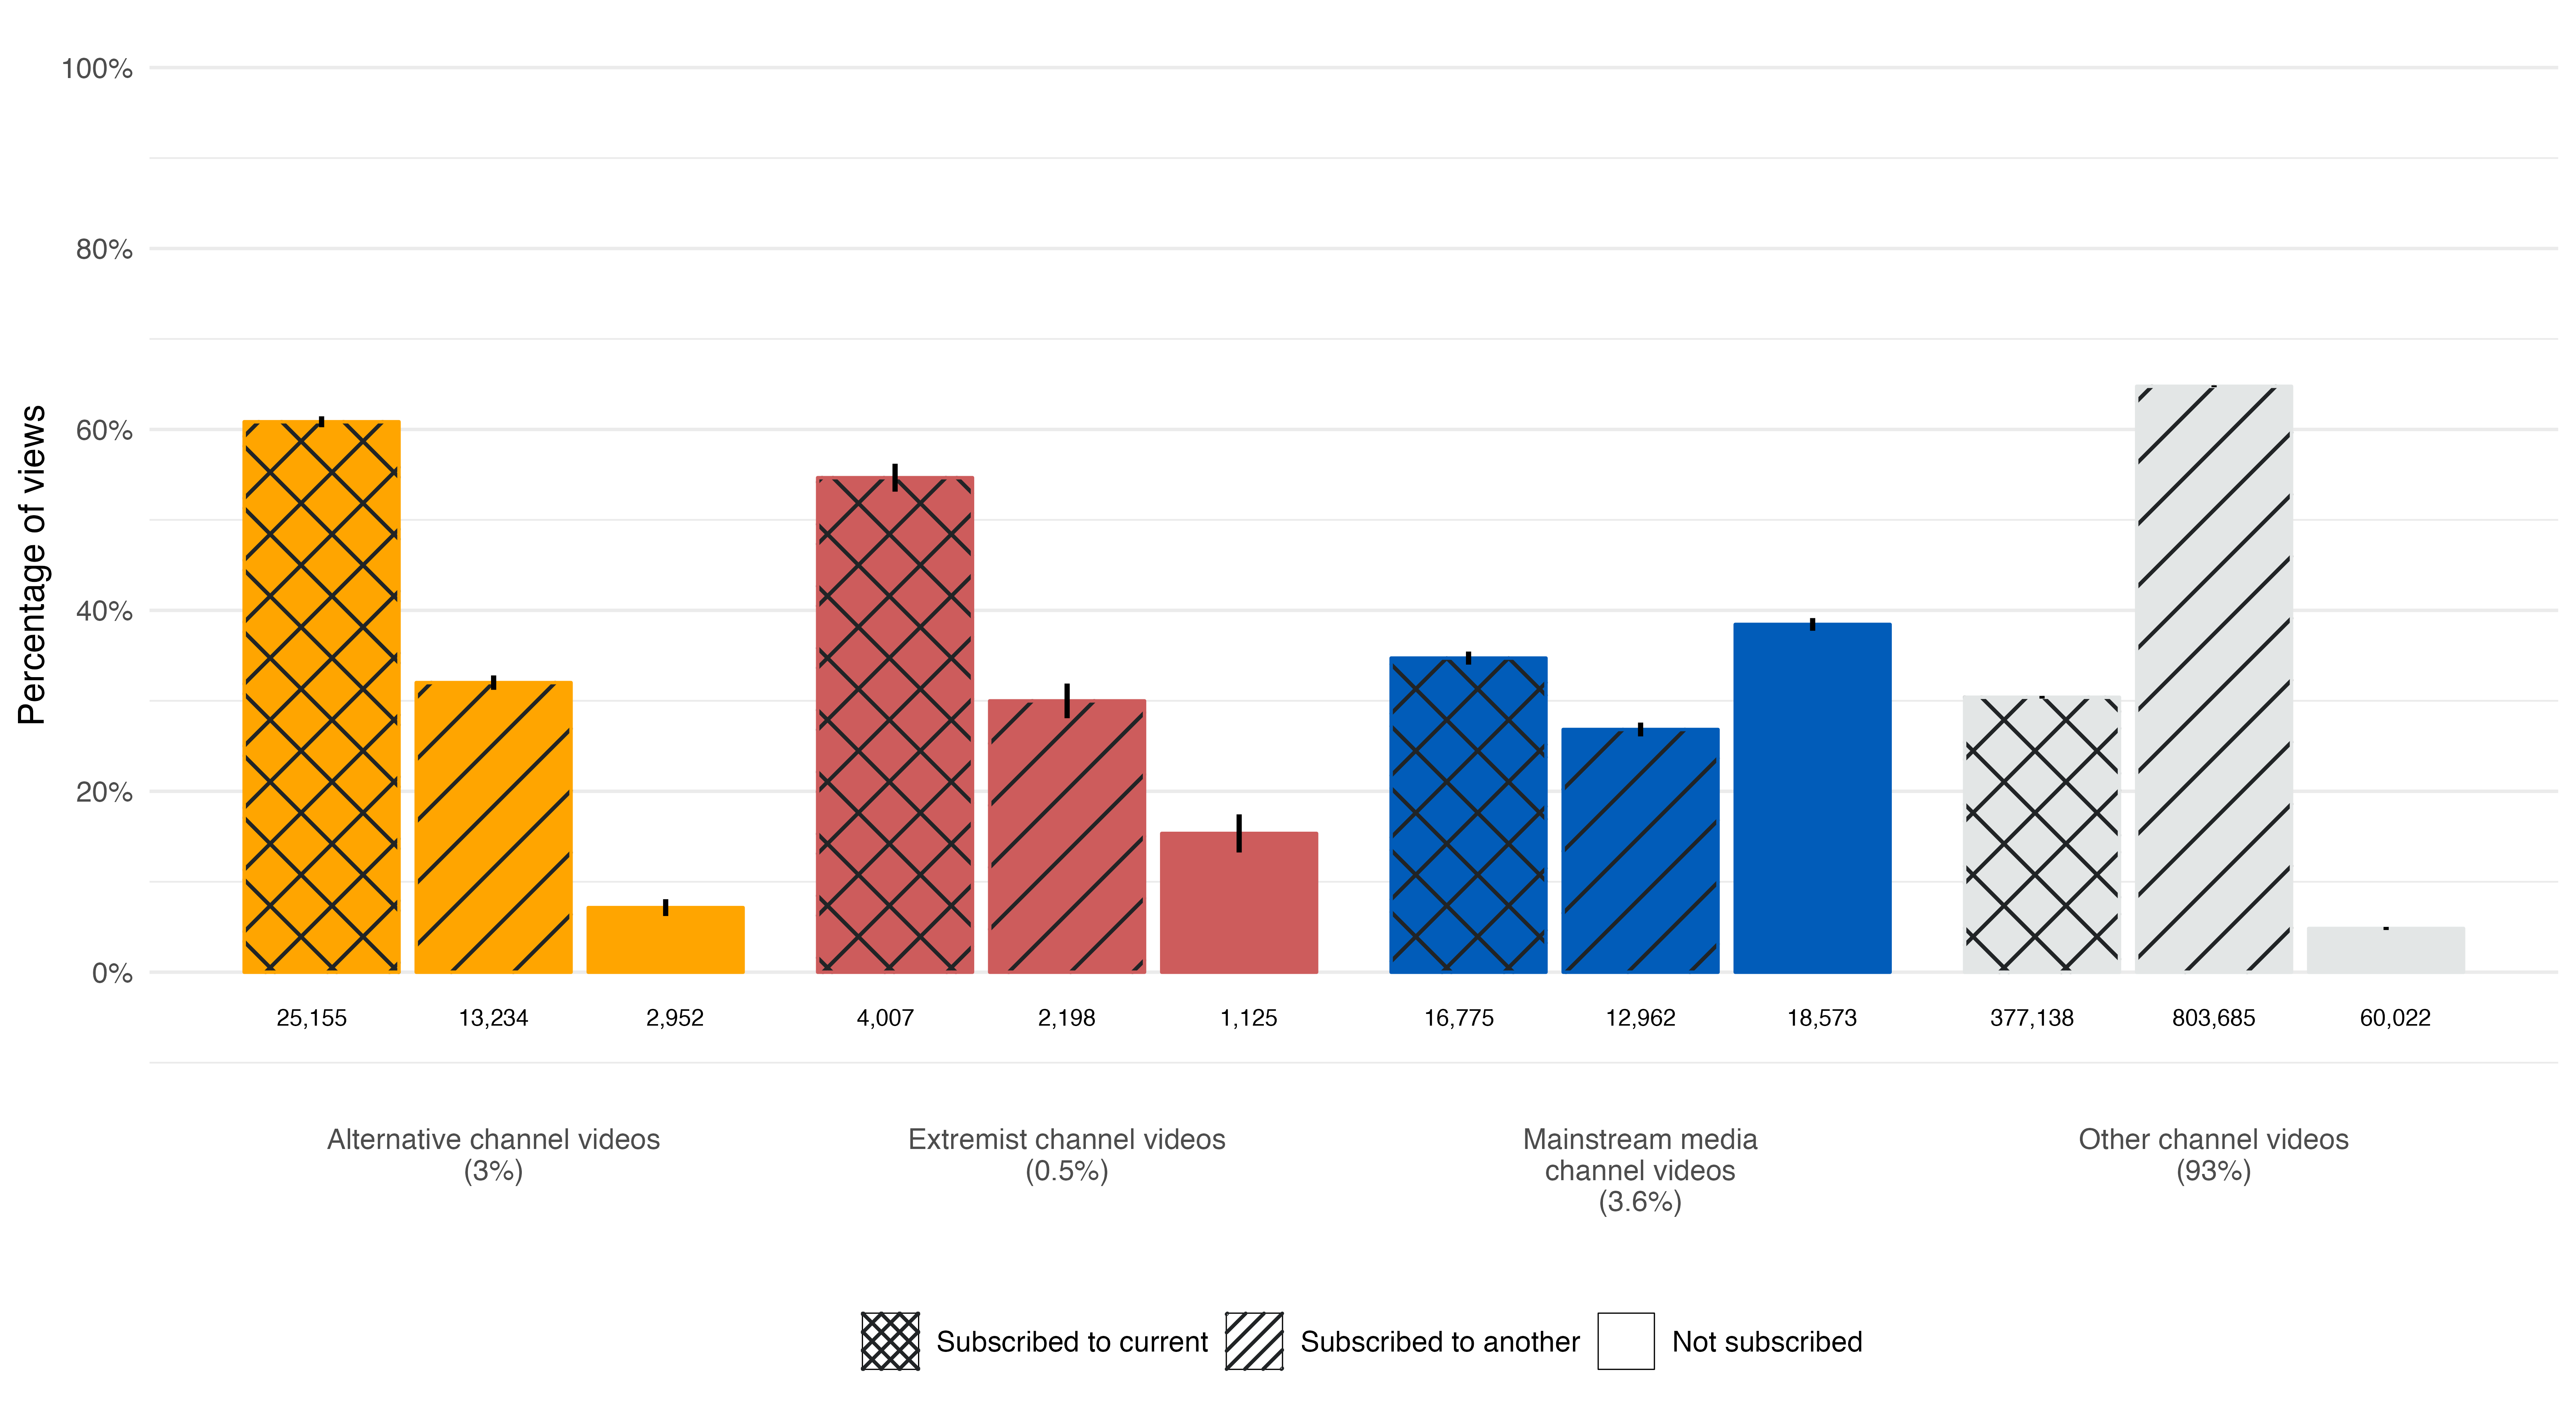 100%
80%
60%
40%
20%
0%
Percentage of views
25,155 13,234 2,952 4,007 2,198 1,125 16,775 12,962 18,573 377,138 803,685 60,022
Alternative channel videos
(3%)
Extremist channel videos
(0.5%)
Mainstream media
channel videos
(3.6%)
Other channel videos
(93%)
Subscribed to current Subscribed to another Not subscribed